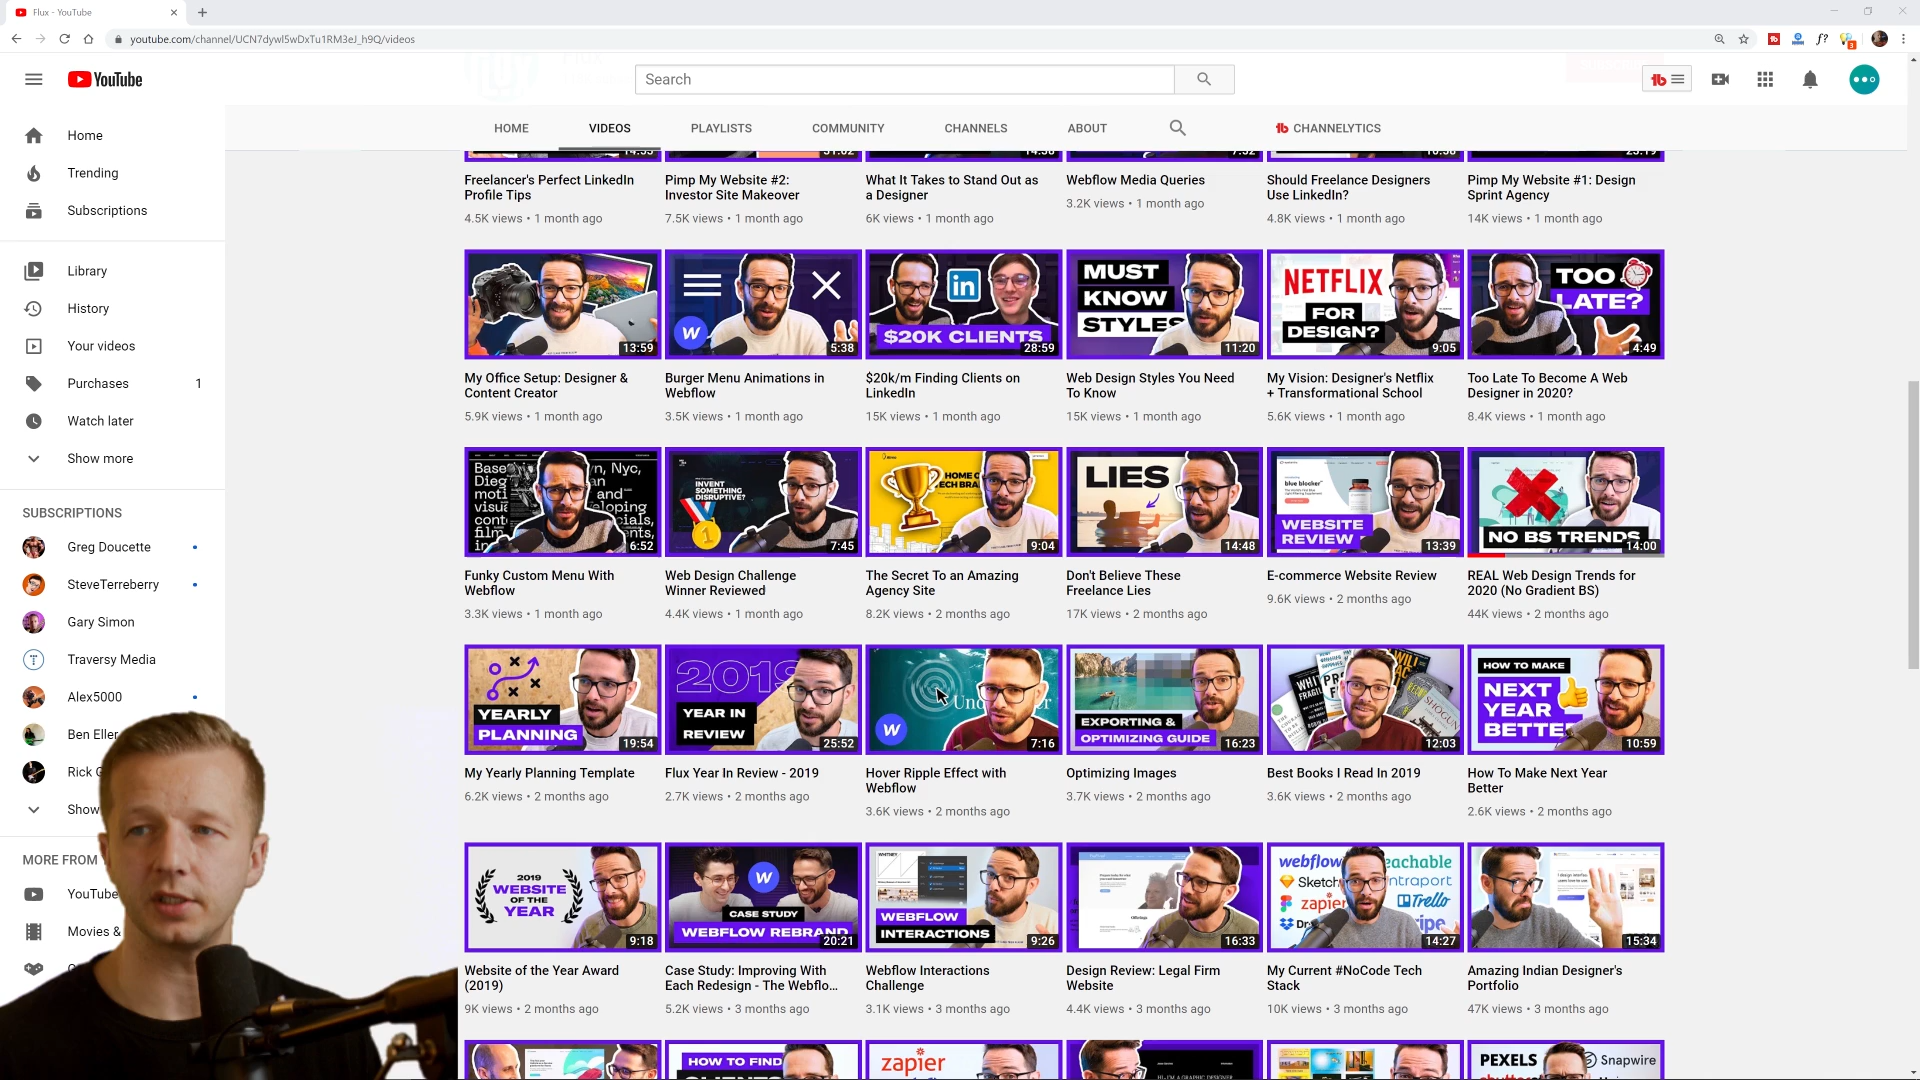 Flux - YouTube
youtube.com/channel/UCN7dywl5wDxTu1RM3eJ_h9Q/videos
YouTube
Search
HOME
VIDEOS
PLAYLISTS
COMMUNITY
CHANNELS
ABOUT
CHANNELYTICS
Home
Trending
Subscriptions
Library
History
Your videos
Purchases 1
Watch later
Show more
SUBSCRIPTIONS
Greg Doucette
SteveTerreberry
Gary Simon
Traversy Media
Alex5000
Ben Eller
Rick
Show
MORE FROM
YouTube
Movies &
Freelancer's Perfect LinkedIn
Profile Tips
4.5K views • 1 month ago
Pimp My Website #2:
Investor Site Makeover
7.5K views • 1 month ago
What It Takes to Stand Out as
a Designer
6K views • 1 month ago
Webflow Media Queries
3.2K views • 1 month ago
Should Freelance Designers
Use LinkedIn?
4.8K views • 1 month ago
Pimp My Website #1: Design
Sprint Agency
14K views • 1 month ago
13:59
My Office Setup: Designer &
Content Creator
5.9K views • 1 month ago
W
5:38
Burger Menu Animations in
Webflow
3.5K views • 1 month ago
in
$20K CLIENTS
28:59
$20k/m Finding Clients on
LinkedIn
15K views • 1 month ago
MUST
KNOW
STYLES
11:20
Web Design Styles You Need
To Know
15K views • 1 month ago
NETFLIX
FOR
DESIGN?
9:05
My Vision: Designer's Netflix
+ Transformational School
5.6K views • 1 month ago
TOO
LATE?
4:49
Too Late To Become A Web
Designer in 2020?
8.4K views • 1 month ago
6:52
Funky Custom Menu With
Webflow
3.3K views • 1 month ago
INVENT
SOMETHING
DISRUPTIVE?
1
7:45
Web Design Challenge
Winner Reviewed
4.4K views • 1 month ago
9:04
The Secret To an Amazing
Agency Site
8.2K views • 2 months ago
LIES
14:48
Don't Believe These
Freelance Lies
17K views • 2 months ago
blue blocker
WEBSITE
REVIEW
13:39
E-commerce Website Review
9.6K views • 2 months ago
NO BS TRENDS
14:00
REAL Web Design Trends for
2020 (No Gradient BS)
44K views • 2 months ago
YEARLY
PLANNING
19:54
My Yearly Planning Template
6.2K views • 2 months ago
2019
YEAR IN
REVIEW
25:52
Flux Year In Review - 2019
2.7K views • 2 months ago
W
7:16
Hover Ripple Effect with
Webflow
3.6K views • 2 months ago
EXPORTING &
OPTIMIZING GUIDE
16:23
Optimizing Images
3.7K views • 2 months ago
12:03
Best Books I Read In 2019
3.6K views • 2 months ago
HOW TO MAKE
NEXT
YEAR
BETTE
10:59
How To Make Next Year
Better
2.6K views • 2 months ago
2019
WEBSITE
OF THE
YEAR
9:18
Website of the Year Award
(2019)
9K views • 2 months ago
W
CASE STUDY
WEBFLOW REBRAND
20:21
Case Study: Improving With
Each Redesign - The Webflo...
5.2K views • 3 months ago
WEBFLOW
INTERACTIONS
9:26
Webflow Interactions
Challenge
3.1K views • 3 months ago
16:33
Design Review: Legal Firm
Website
4.4K views • 3 months ago
webflow
Sketch
zapier
Trello
14:27
My Current #NoCode Tech
Stack
10K views • 3 months ago
15:34
Amazing Indian Designer's
Portfolio
47K views • 3 months ago
HOW TO FIND
zapier
PEXELS
Snapwire